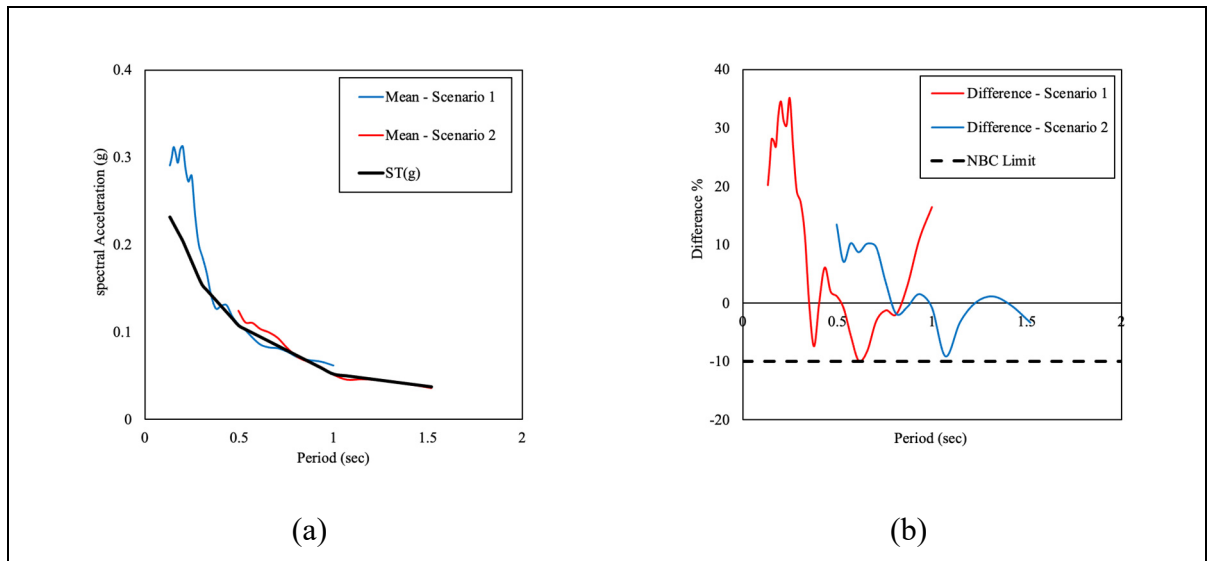 0.4
0.3
0.2
0.1
0
spectral Acceleration (g)
Mean - Scenario 1
Mean - Scenario 2
ST(g)
0
0.5
1
1.5
2
Period (sec)
(a)
40
30
20
10
0
-10
-20
Difference %
Difference - Scenario 1
Difference - Scenario 2
NBC Limit
0
0.5
1
1.5
2
Period (sec)
(b)